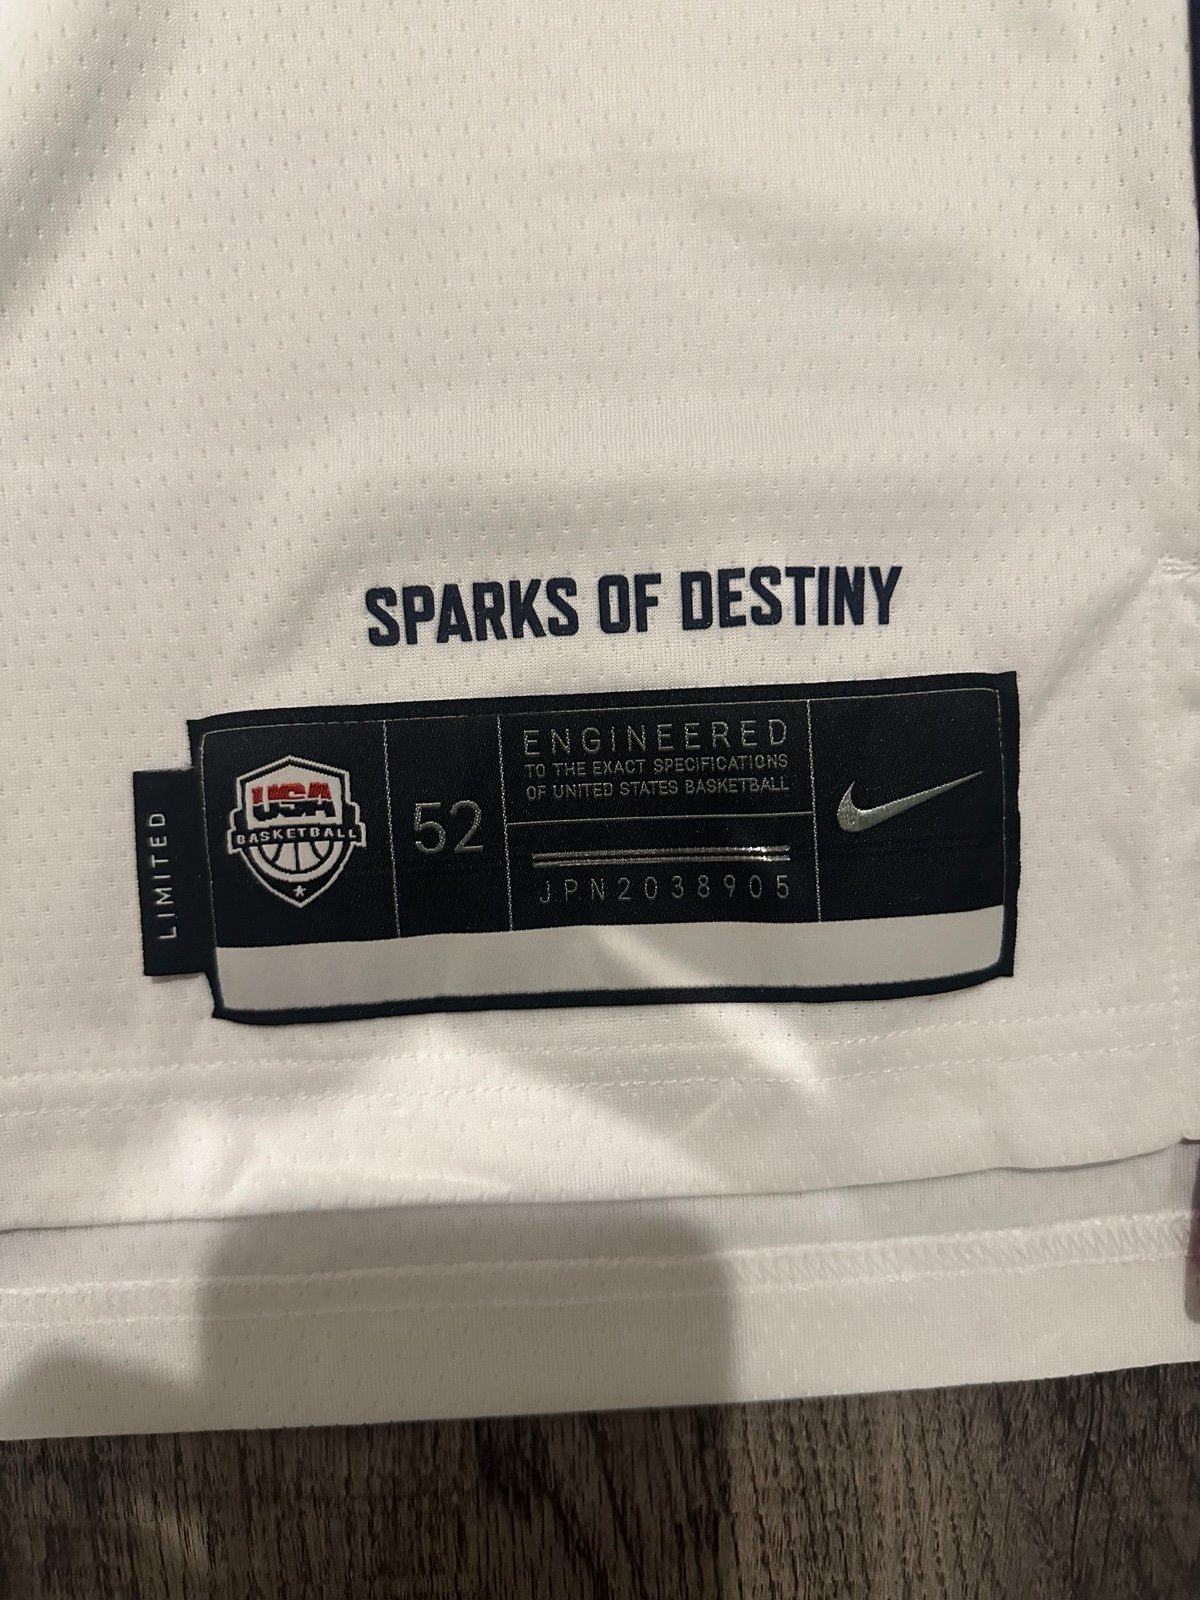 SPARKS OF DESTINY
LIMITED
USA
BASKETBALL
52
ENGINEERED
TO THE EXACT SPECIFICATIONS
OF UNITED STATES BASKETBALL
JPN2038905